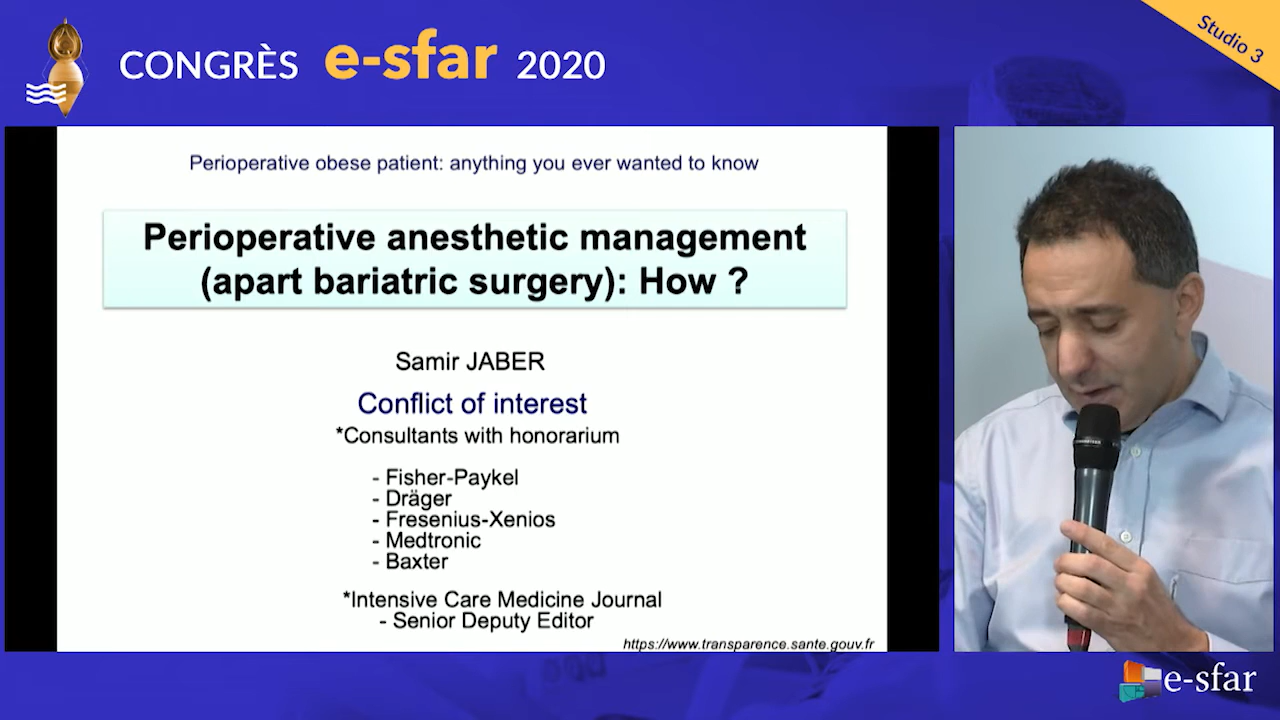 CONGRÈS e-sfar 2020
Studio 3
Perioperative obese patient: anything you ever wanted to know
Perioperative anesthetic management
(apart bariatric surgery): How ?
Samir JABER
Conflict of interest
*Consultants with honorarium
- Fisher-Paykel
- Dräger
- Fresenius-Xenios
- Medtronic
- Baxter
*Intensive Care Medicine Journal
- Senior Deputy Editor
https://www.transparence.sante.gouv.fr
e-sfar